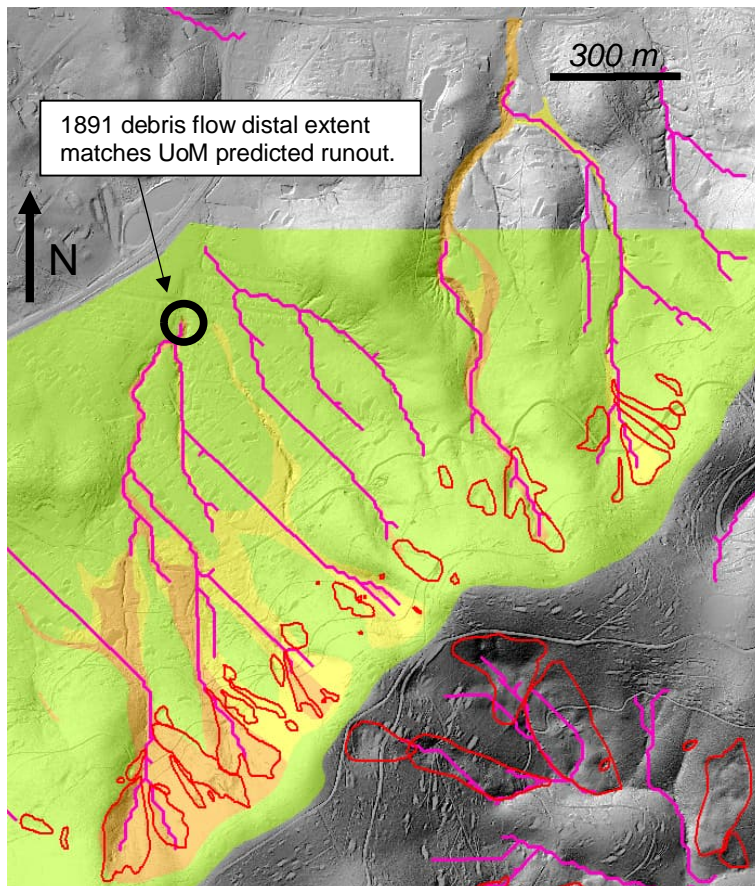 300 m
1891 debris flow distal extent
matches UoM predicted runout.
N